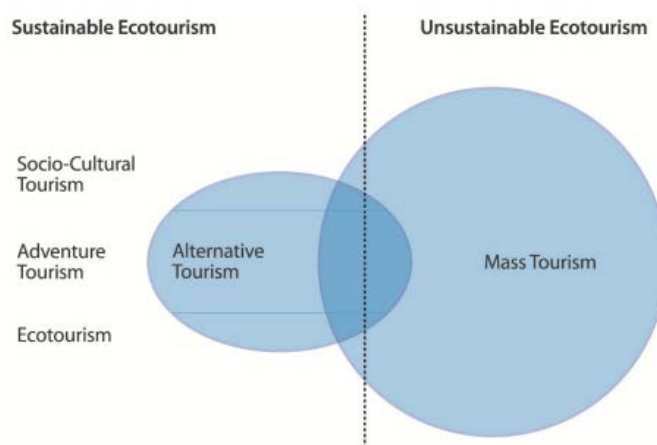 Sustainable Ecotourism
Unsustainable Ecotourism
Socio-Cultural
Tourism
Adventure
Tourism
Alternative
Tourism
Mass Tourism
Ecotourism